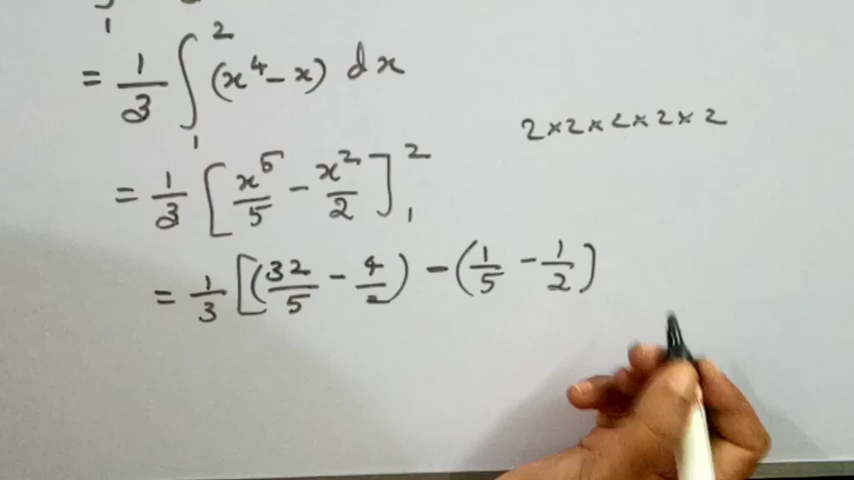 1
= 1/3 ∫₁² (x⁴ - x) dx
2×2×2×2×2
= 1/3 [x⁵/5 - x²/2]₁²
= 1/3 [(32/5 - 4/2) - (1/5 - 1/2)